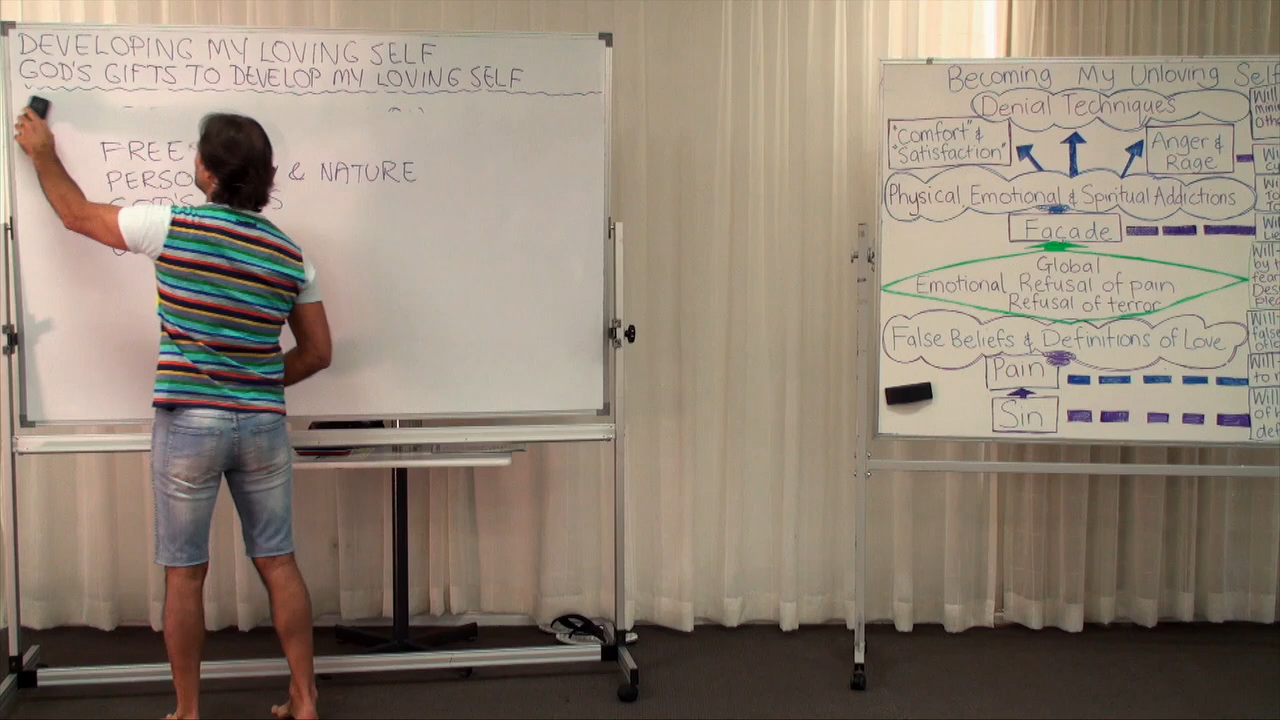 DEVELOPING MY LOVING SELF
GOD'S GIFTS TO DEVELOP MY LOVING SELF
FREE
& NATURE
Becoming My Unloving Self
Denial Techniques
"Comfort" &
"Satisfaction"
Anger &
Rage
Physical, Emotional & Spiritual Addictions
Façade
Global
Emotional Refusal of pain
Refusal of terror
False Beliefs & Definitions of Love
Pain
Sin